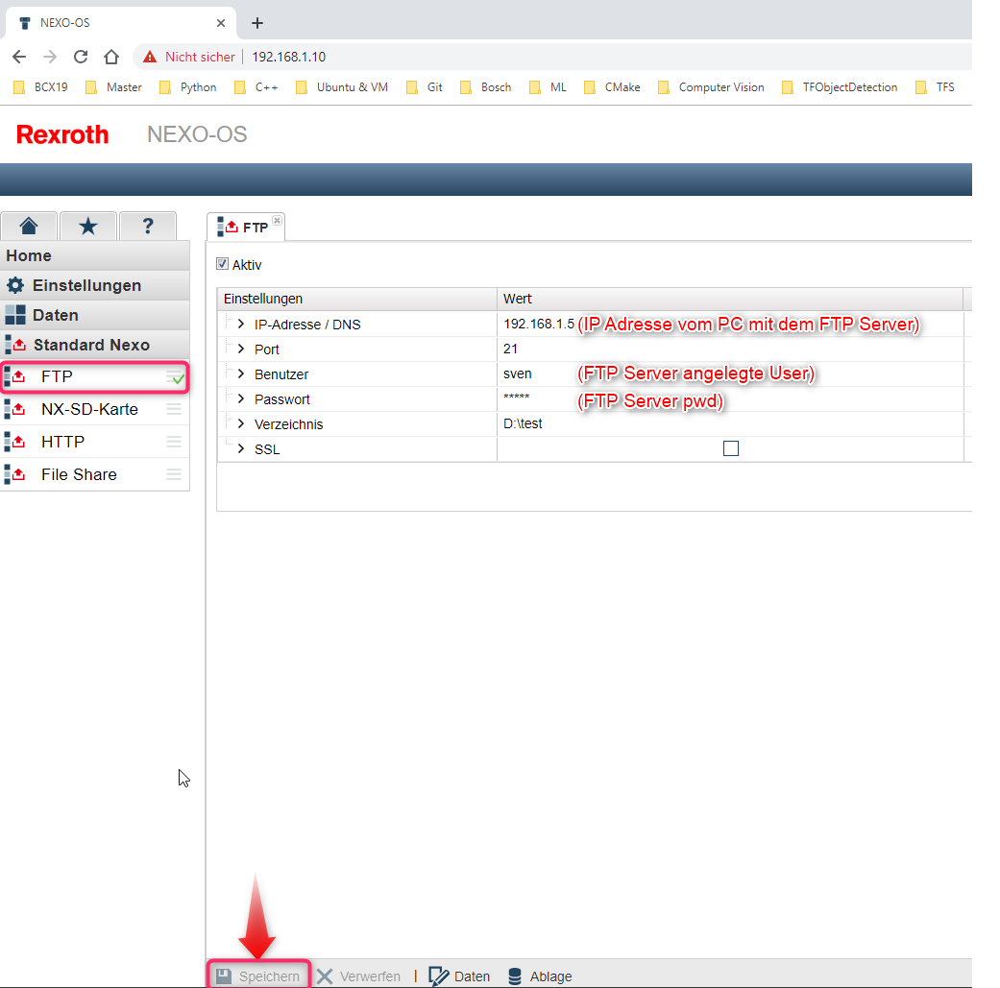 NEXO-OS
Nicht sicher 192.168.1.10
BCX19 Master Python C++ Ubuntu & VM Git Bosch ML CMake Computer Vision TFObjectDetection TFS
Rexroth NEXO-OS
?
FTP
Home
Einstellungen
Daten
Standard Nexo
FTP
NX-SD-Karte
HTTP
File Share
Aktiv
Einstellungen Wert
IP-Adresse / DNS 192.168.1.5 (IP Adresse vom PC mit dem FTP Server)
Port 21
Benutzer sven (FTP Server angelegte User)
Passwort ***** (FTP Server pwd)
Verzeichnis D:\test
SSL
Speichern Verwerfen | Daten Ablage